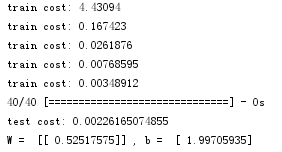 train cost: 4.43094
train cost: 0.167423
train cost: 0.0261876
train cost: 0.00768595
train cost: 0.00348912
40/40 [==============================] - 0s
test cost: 0.00226165074855
W =  [[ 0.52517575]] , b =  [ 1.99705935]